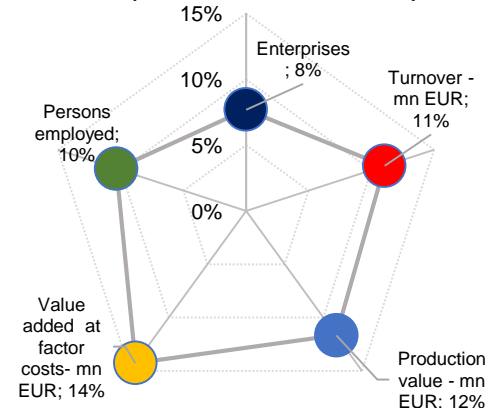 15%
Enterprises
; 8%
10%
Turnover -
mn EUR;
11%
Persons
employed;
10%
5%
0%
Value
added at
factor
costs- mn
EUR; 14%
Production
value - mn
EUR; 12%